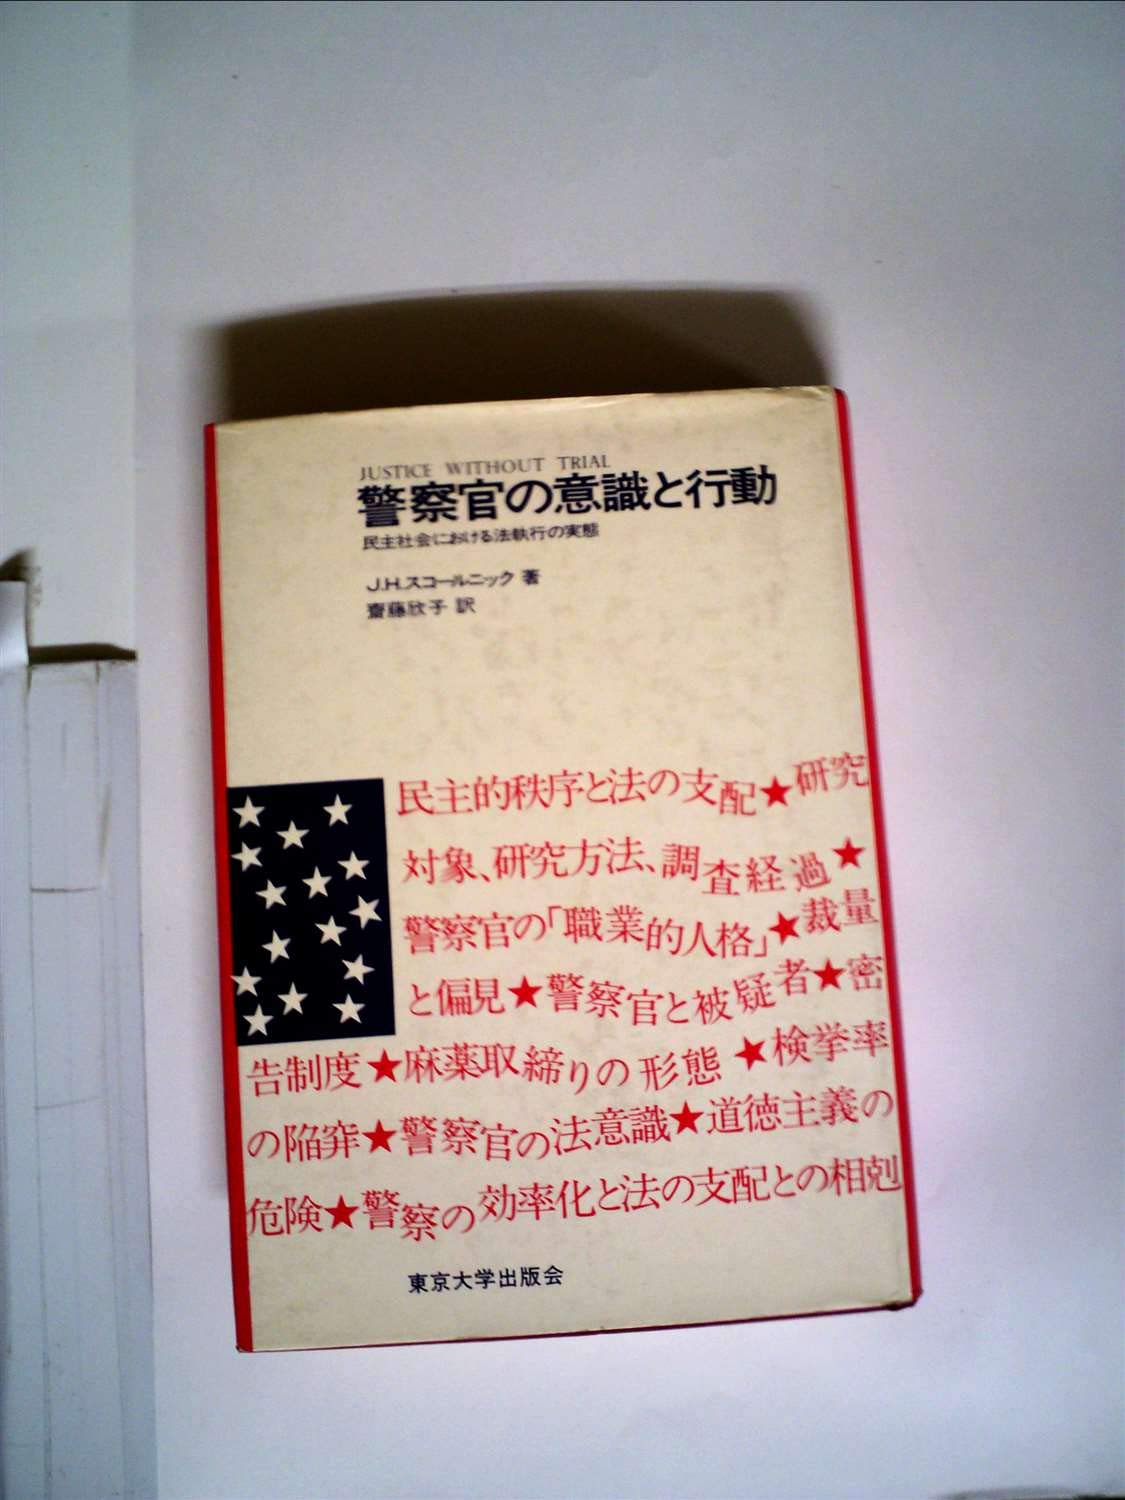 JUSTICE WITHOUT TRIAL
警察官の意識と行動
民主社会における法執行の実態
J.H.スコールニック 著
齋藤欣子 訳
民主的秩序と法の支配★研究
対象、研究方法、調査経過★
警察官の「職業的人格」★裁量
と偏見★警察官と被疑者★密
告制度★麻薬取締りの形態★検挙率
の陥穽★警察官の法意識★道徳主義の
危険★警察の効率化と法の支配との相剋
東京大学出版会